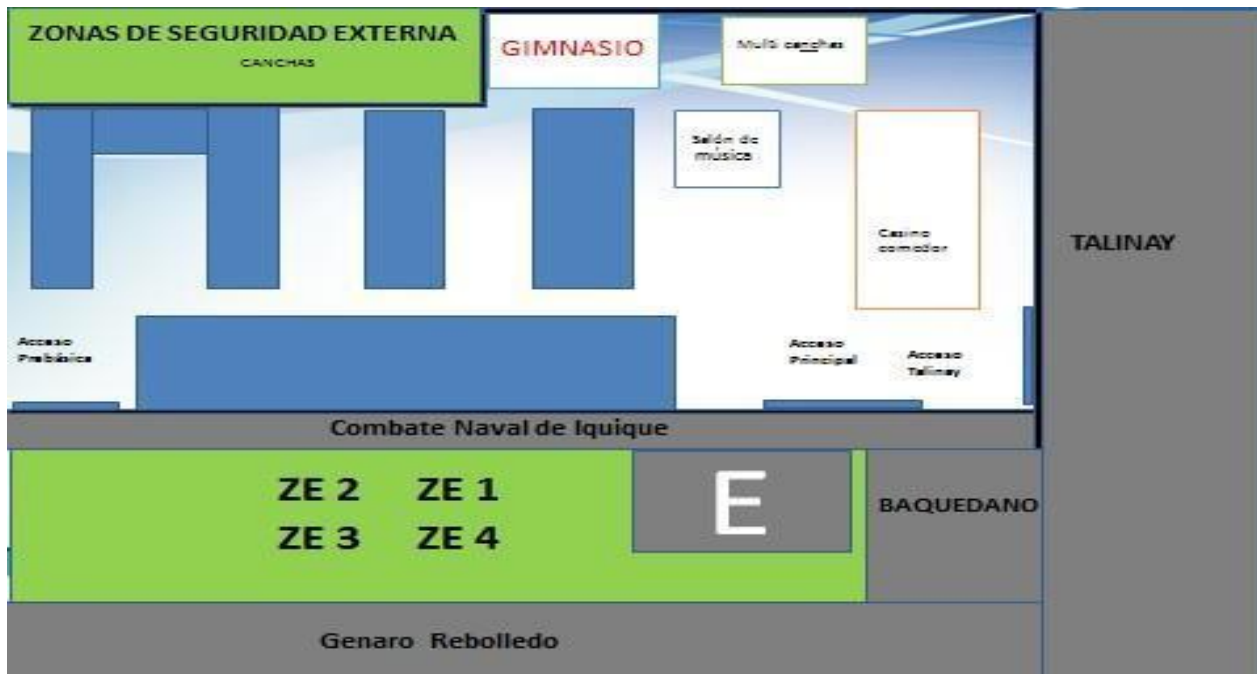 ZONAS DE SEGURIDAD EXTERNA
CANCHAS
GIMNASIO
Multi canchas
Salón de
música
Casino
comedor
TALINAY
Acceso
Prebásica
Acceso
Principal
Acceso
Talinay
Combate Naval de Iquique
ZE 2 ZE 1
ZE 3 ZE 4
E
BAQUEDANO
Genaro Rebolledo